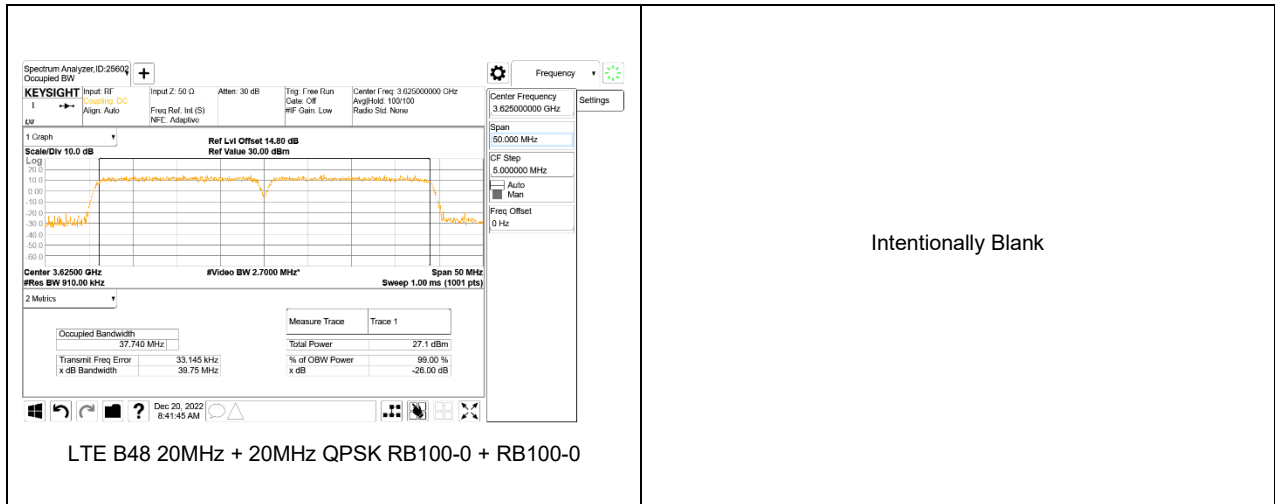 Spectrum Analyzer,ID:25602
Occupied BW
Frequency
KEYSIGHT
Input: RF
Coupling: DC
Align: Auto
Input Z: 50 Ω
Freq Ref: Int (S)
NFE: Adaptive
Atten: 30 dB
Trig: Free Run
Gate: Off
#IF Gain: Low
Center Freq: 3.625000000 GHz
Avg|Hold: 100/100
Radio Std: None
Center Frequency
3.625000000 GHz
Settings
Span
50.000 MHz
CF Step
5.000000 MHz
Auto
Man
Freq Offset
0 Hz
1 Graph
Scale/Div 10.0 dB
Ref Lvl Offset 14.80 dB
Ref Value 30.00 dBm
Log
20.0
10.0
0.00
-10.0
-20.0
-30.0
-40.0
-50.0
-60.0
Center 3.62500 GHz
#Res BW 910.00 kHz
#Video BW 2.7000 MHz*
Span 50 MHz
Sweep 1.00 ms (1001 pts)
2 Metrics
Measure Trace
Trace 1
Occupied Bandwidth
37.740 MHz
Total Power
27.1 dBm
Transmit Freq Error
33.145 kHz
% of OBW Power
99.00 %
x dB Bandwidth
39.75 MHz
x dB
-26.00 dB
?
Dec 20, 2022
8:41:45 AM
LTE B48 20MHz + 20MHz QPSK RB100-0 + RB100-0
Intentionally Blank